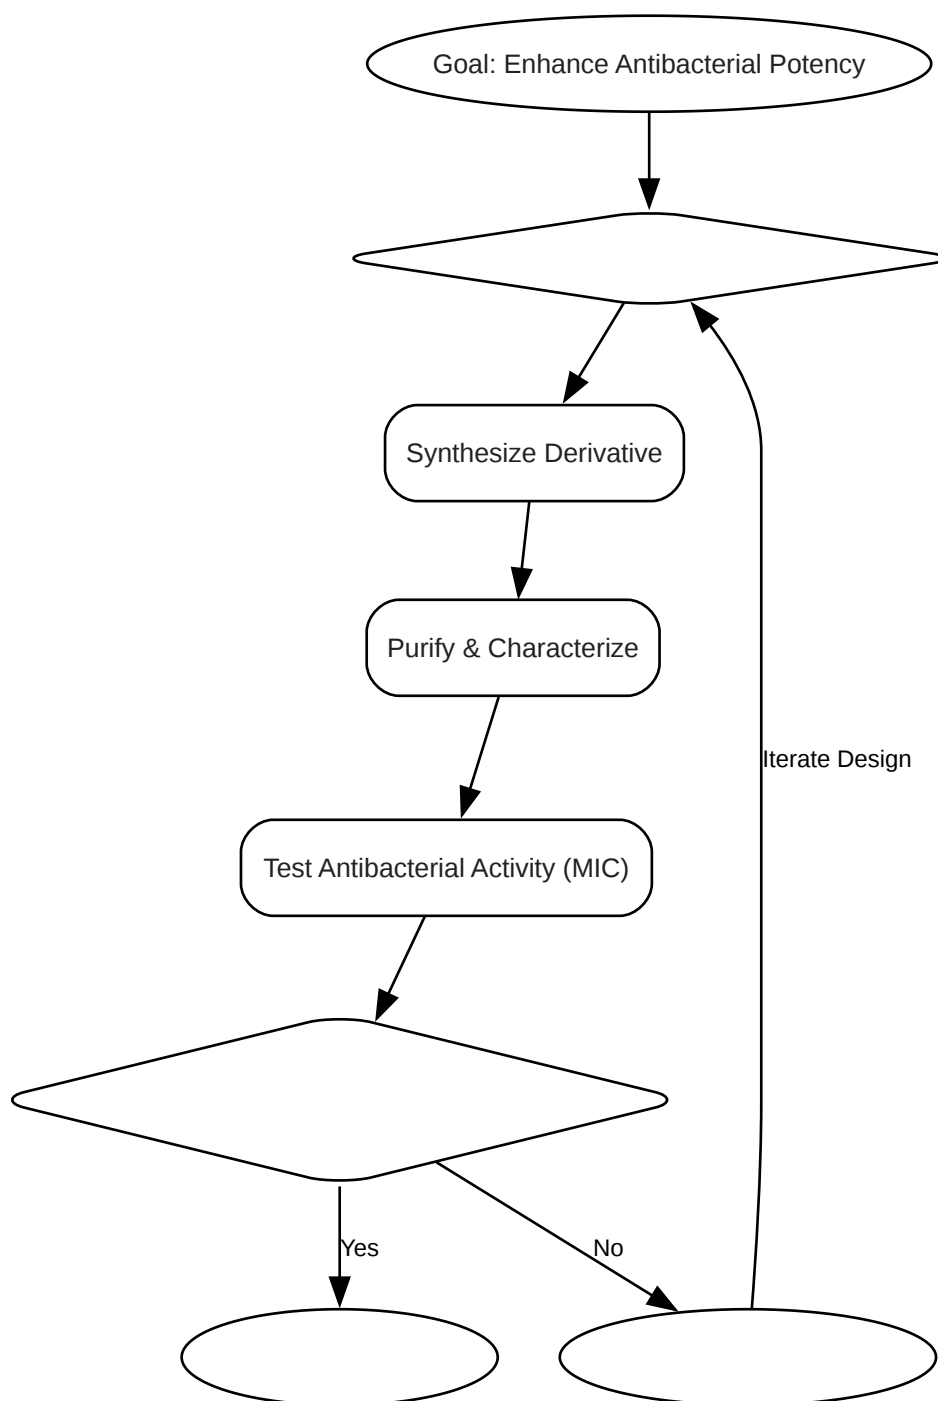 Goal: Enhance Antibacterial Potency
Synthesize Derivative
Purify & Characterize
Iterate Design
Test Antibacterial Activity (MIC)
Yes
No